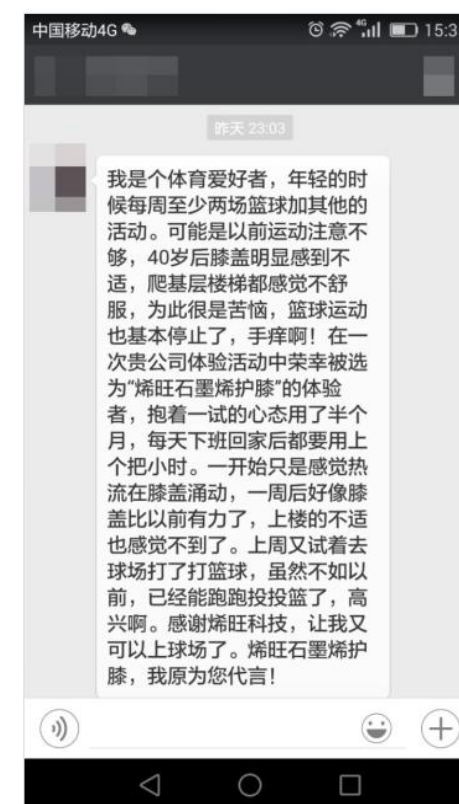 中国移动4G
4G
15:3
昨天 23:03
我是个体育爱好者，年轻的时
候每周至少两场篮球加其他的
活动。可能是以前运动注意不
够，40岁后膝盖明显感到不
适，爬基层楼梯都感觉不舒
服，为此很是苦恼，篮球运动
也基本停止了，手痒啊！在一
次贵公司体验活动中荣幸被选
为“烯旺石墨烯护膝”的体验
者，抱着一试的心态用了半个
月，每天下班回家后都要用上
个把小时。一开始只是感觉热
流在膝盖涌动，一周后好像膝
盖比以前有力了，上楼的不适
也感觉不到了。上周又试着去
球场打了打篮球，虽然不如以
前，已经能跑跑投投篮了，高
兴啊。感谢烯旺科技，让我又
可以上球场了。烯旺石墨烯护
膝，我原为您代言！